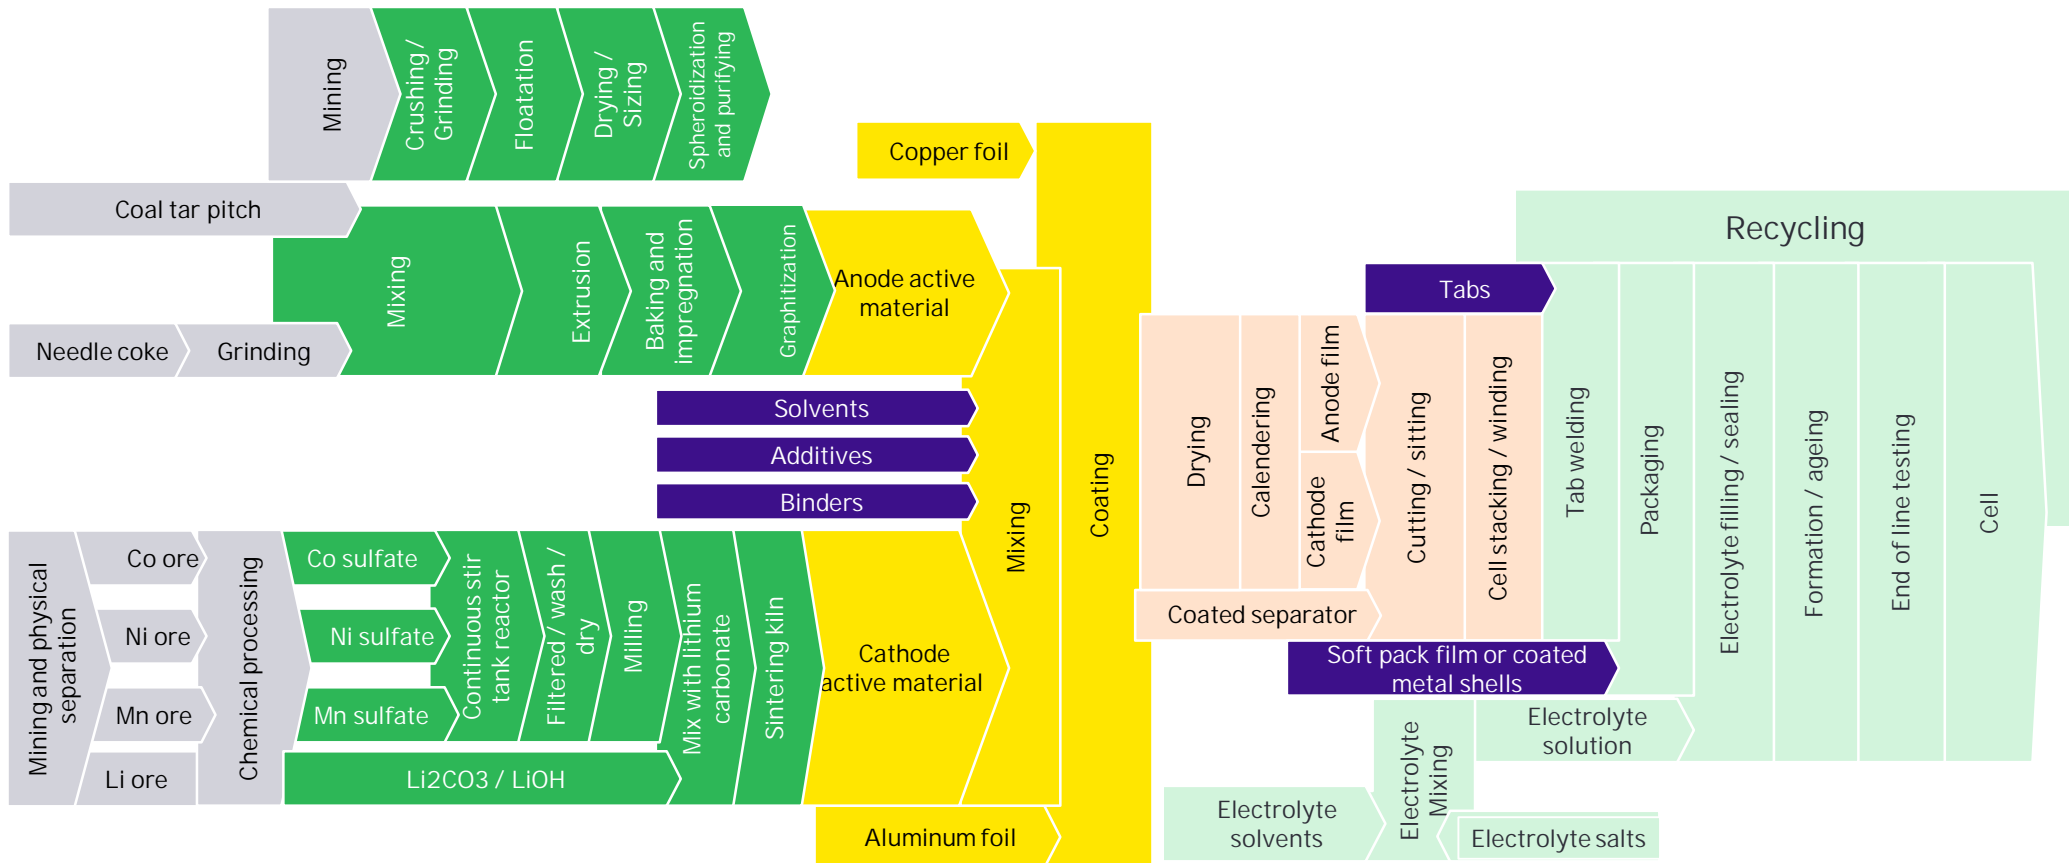 Mining
Crushing /
Grinding
Floatation
Drying /
Sizing
Spheroidization
and purifying
Copper foil
Coal tar pitch
Needle coke
Grinding
Mixing
Extrusion
Baking and
impregnation
Graphitization
Anode active
material
Solvents
Additives
Binders
Mining and physical
separation
Co ore
Ni ore
Mn ore
Li ore
Chemical processing
Co sulfate
Ni sulfate
Mn sulfate
Li2CO3 / LiOH
Continuous stir
tank reactor
Filtered / wash /
dry
Milling
Mix with lithium
carbonate
Sintering kiln
Cathode
active material
Aluminum foil
Mixing
Coating
Drying
Calendering
Anode film
Cathode
film
Coated separator
Tabs
Cutting / sitting
Cell stacking / winding
Soft pack film or coated
metal shells
Recycling
Tab welding
Packaging
Electrolyte filling / sealing
Formation / ageing
End of line testing
Cell
Electrolyte
solution
Electrolyte
Mixing
Electrolyte
solvents
Electrolyte salts